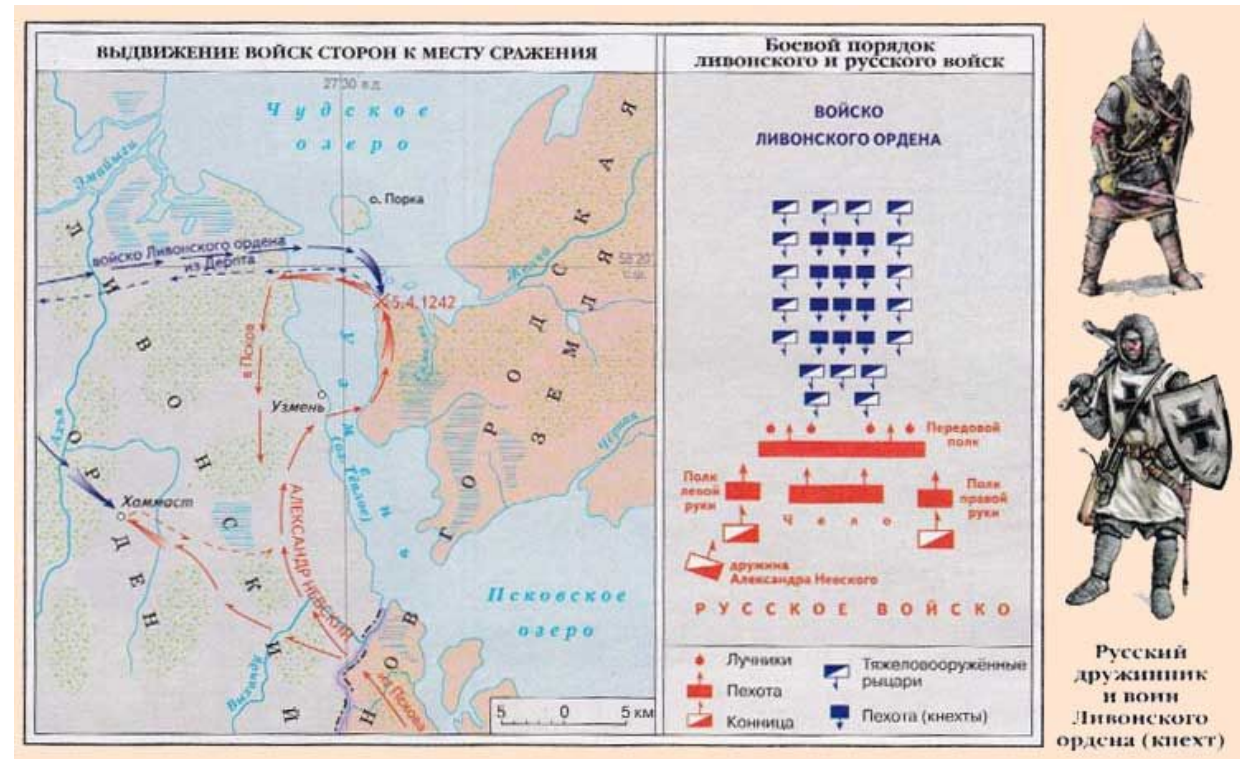 ВЫДВИЖЕНИЕ ВОЙСК СТОРОН К МЕСТУ СРАЖЕНИЯ
27°30 в.д.
Чудское
озеро
Эмайыги
о. Порка
войско Ливонского ордена
из Дерпта
58°20
с.ш.
Желча
5.4.1242
в Псков
Узмень
Узмень
(оз. Тёплое)
Ахья
Хаммаст
АЛЕКСАНДР НЕВСКИЙ
Чёрная
Псковское
озеро
Выханду
из Пскова
ЛИВОНСКИЙ
ОРДЕН
НОВГОРОДСКАЯ
ЗЕМЛЯ
5 0 5 км
Боевой порядок
ливонского и русского войск
ВОЙСКО
ЛИВОНСКОГО ОРДЕНА
Передовой
полк
Полк
левой
руки
Чело
Полк
правой
руки
дружина
Александра Невского
РУССКОЕ ВОЙСКО
Лучники
Пехота
Конница
Тяжеловооружённые
рыцари
Пехота (кнехты)
Русский
дружинник
и воин
Ливонского
ордена (кнехт)